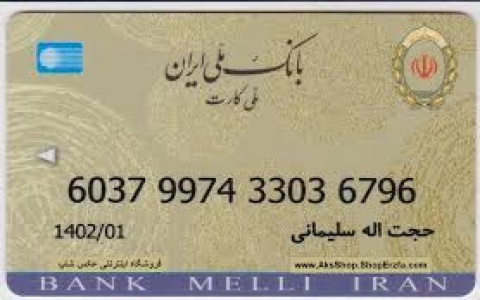 بانک ملی ایران
ملی کارت
6037 9974 3303 6796
1402/01 حجت اله سلیمانی
فروشگاه اینترنتی عکس شاپ www.AksShop.ShopErzfa.com
BANK MELLI IRAN